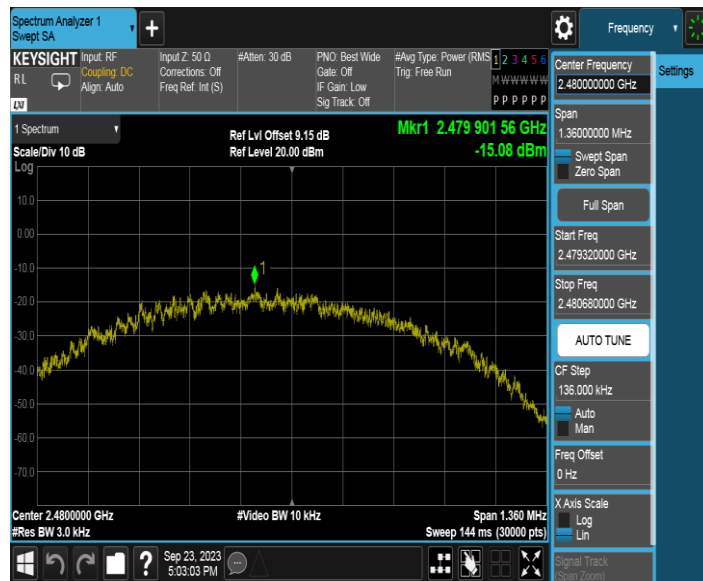 Spectrum Analyzer 1
Swept SA
+
Frequency
KEYSIGHT
RL
LXI
Input: RF
Coupling: DC
Align: Auto
Input Z: 50 Ω
Corrections: Off
Freq Ref: Int (S)
#Atten: 30 dB
PNO: Best Wide
Gate: Off
IF Gain: Low
Sig Track: Off
#Avg Type: Power (RMS
Trig: Free Run
1 2 3 4 5 6
M W W W W W
P P P P P P
Center Frequency
2.480000000 GHz
Settings
Span
1.36000000 MHz
Swept Span
Zero Span
Full Span
Start Freq
2.479320000 GHz
Stop Freq
2.480680000 GHz
AUTO TUNE
CF Step
136.000 kHz
Auto
Man
Freq Offset
0 Hz
X Axis Scale
Log
Lin
Signal Track
(Span Zoom)
1 Spectrum
Scale/Div 10 dB
Log
Ref Lvl Offset 9.15 dB
Ref Level 20.00 dBm
Mkr1 2.479 901 56 GHz
-15.08 dBm
10.0
0.00
-10.0
-20.0
-30.0
-40.0
-50.0
-60.0
-70.0
1
Center 2.4800000 GHz
#Res BW 3.0 kHz
#Video BW 10 kHz
Span 1.360 MHz
Sweep 144 ms (30000 pts)
?
Sep 23, 2023
5:03:03 PM